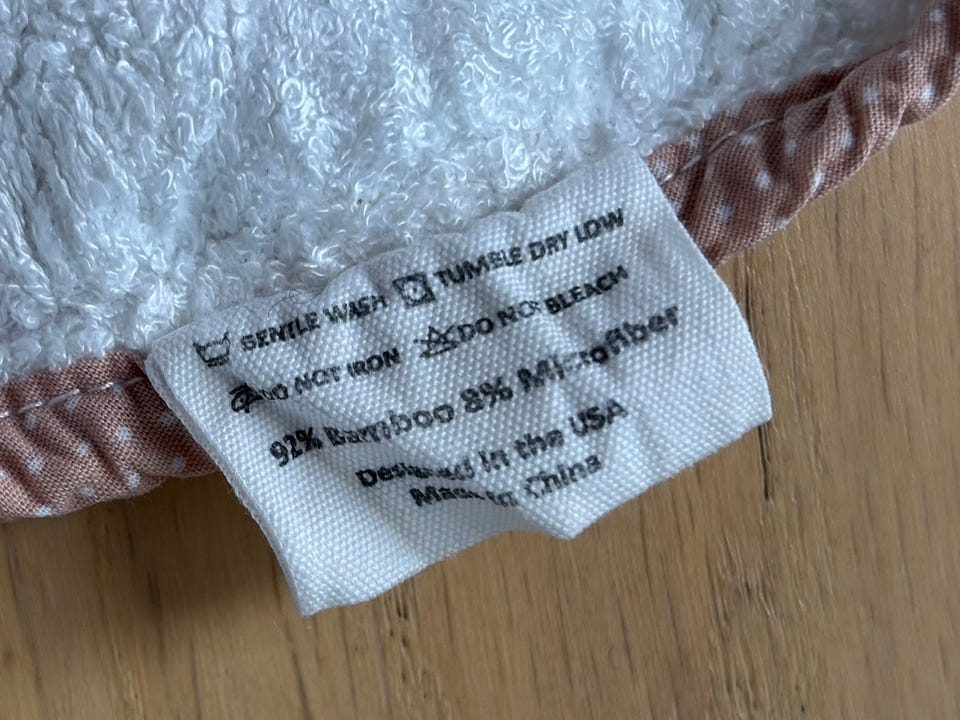 GENTLE WASH TUMBLE DRY LOW
DO NOT IRON DO NOT BLEACH
92% Bamboo 8% Microfiber
Designed in the USA
Made in China